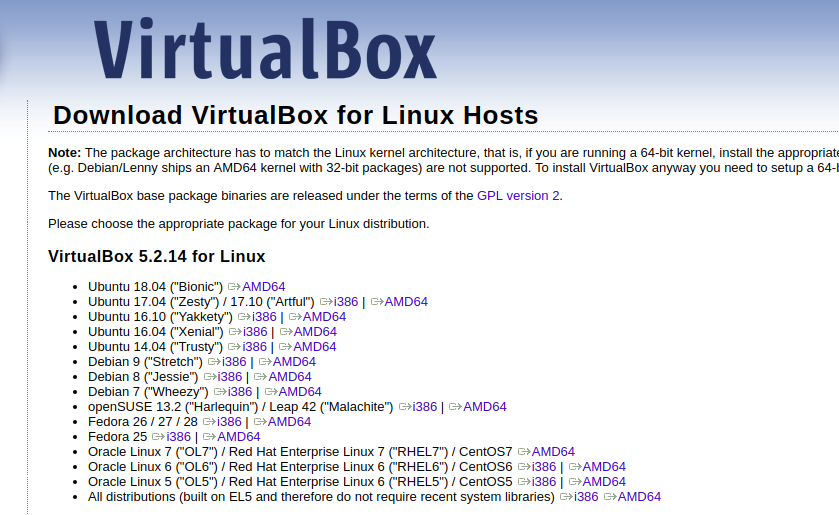 VirtualBox
Download VirtualBox for Linux Hosts
Note: The package architecture has to match the Linux kernel architecture, that is, if you are running a 64-bit kernel, install the appropriate
(e.g. Debian/Lenny ships an AMD64 kernel with 32-bit packages) are not supported. To install VirtualBox anyway you need to setup a 64-b
The VirtualBox base package binaries are released under the terms of the GPL version 2.
Please choose the appropriate package for your Linux distribution.
VirtualBox 5.2.14 for Linux
• Ubuntu 18.04 ("Bionic") AMD64
• Ubuntu 17.04 ("Zesty") / 17.10 ("Artful") i386 | AMD64
• Ubuntu 16.10 ("Yakkety") i386 | AMD64
• Ubuntu 16.04 ("Xenial") i386 | AMD64
• Ubuntu 14.04 ("Trusty") i386 | AMD64
• Debian 9 ("Stretch") i386 | AMD64
• Debian 8 ("Jessie") i386 | AMD64
• Debian 7 ("Wheezy") i386 | AMD64
• openSUSE 13.2 ("Harlequin") / Leap 42 ("Malachite") i386 | AMD64
• Fedora 26 / 27 / 28 i386 | AMD64
• Fedora 25 i386 | AMD64
• Oracle Linux 7 ("OL7") / Red Hat Enterprise Linux 7 ("RHEL7") / CentOS7 AMD64
• Oracle Linux 6 ("OL6") / Red Hat Enterprise Linux 6 ("RHEL6") / CentOS6 i386 | AMD64
• Oracle Linux 5 ("OL5") / Red Hat Enterprise Linux 5 ("RHEL5") / CentOS5 i386 | AMD64
• All distributions (built on EL5 and therefore do not require recent system libraries) i386 AMD64